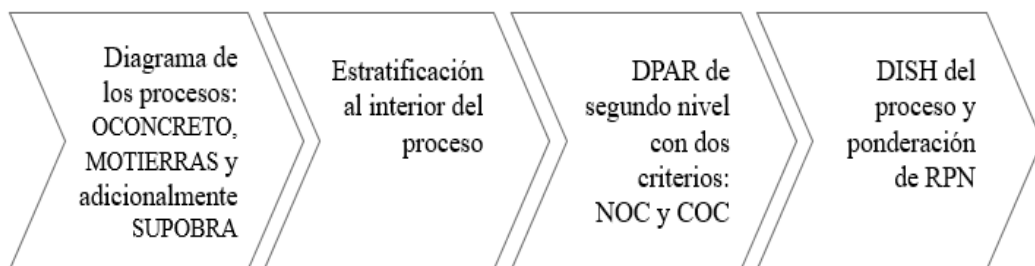 Diagrama de
los procesos:
OCONCRETO,
MOTIERRAS y
adicionalmente
SUPOBRA
Estratificación
al interior del
proceso
DPAR de
segundo nivel
con dos
criterios:
NOC y COC
DISH del
proceso y
ponderación
de RPN